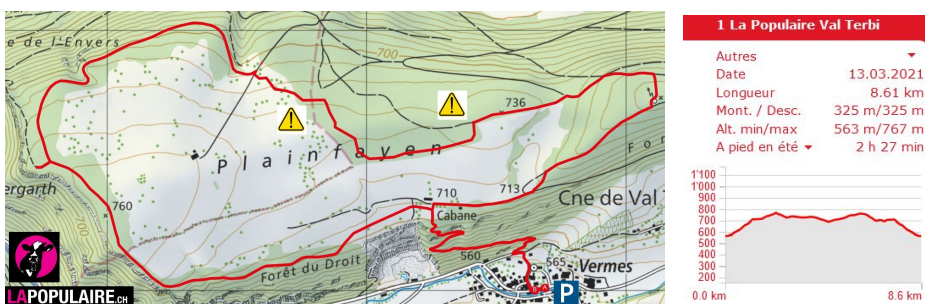 e de l'Envers
700
736
Plainfayen
ergarth
760
700
710
713
Cabane
Cne de Val
Forêt du Droit
560
565
Vermes
P
LAPOPULAIRE.CH
1 La Populaire Val Terbi
Autres
Date 13.03.2021
Longueur 8.61 km
Mont. / Desc. 325 m/325 m
Alt. min/max 563 m/767 m
A pied en été 2 h 27 min
1'100
1'000
900
800
700
600
500
400
300
200
0.0 km 8.6 km